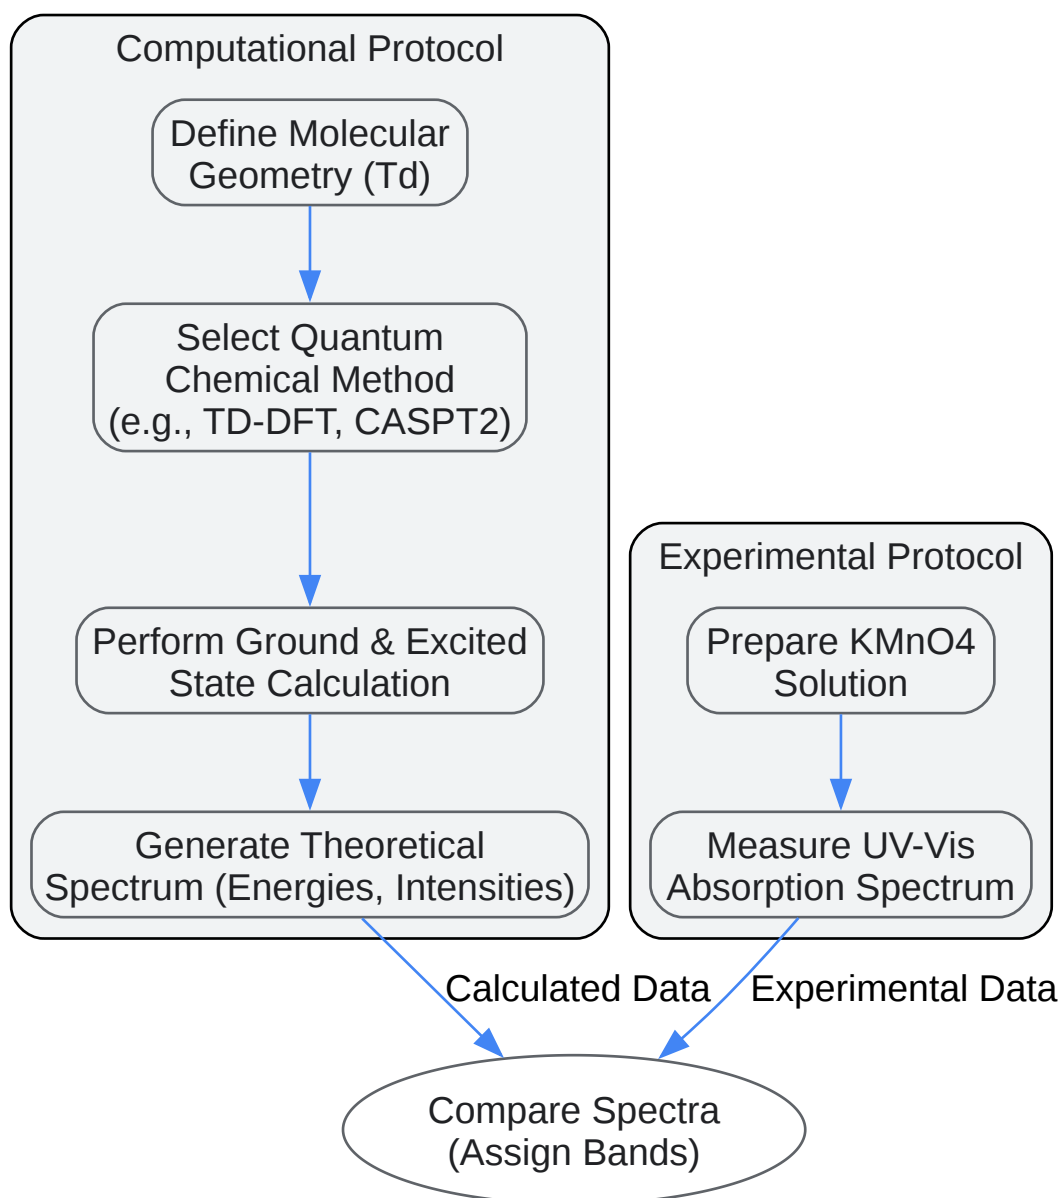 Computational Protocol
Define Molecular
Geometry (Td)
Select Quantum
Chemical Method
(e.g., TD-DFT, CASPT2)
Perform Ground & Excited
State Calculation
Generate Theoretical
Spectrum (Energies, Intensities)
Experimental Protocol
Prepare KMnO4
Solution
Measure UV-Vis
Absorption Spectrum
Calculated Data
Experimental Data
Compare Spectra
(Assign Bands)